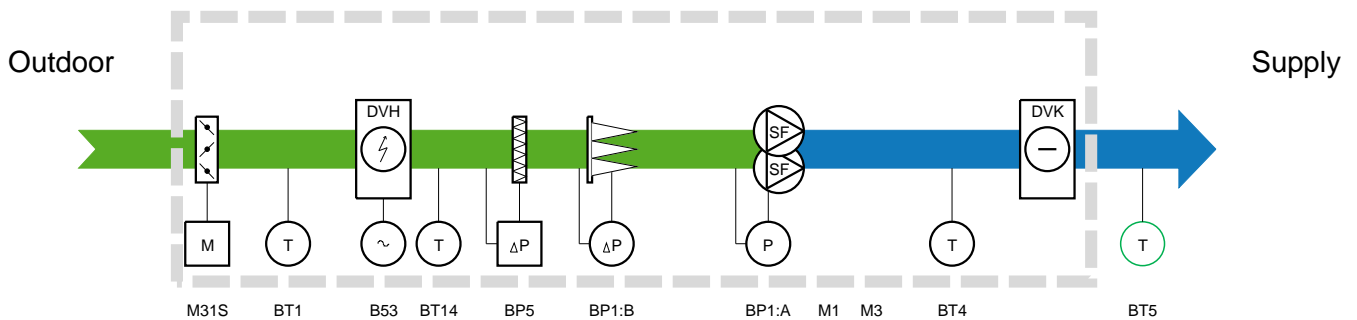 Outdoor
Supply
DVH
DVK
SF
SF
M
T
~
T
ΔP
ΔP
P
T
T
M31S
BT1
B53
BT14
BP5
BP1:B
BP1:A
M1
M3
BT4
BT5